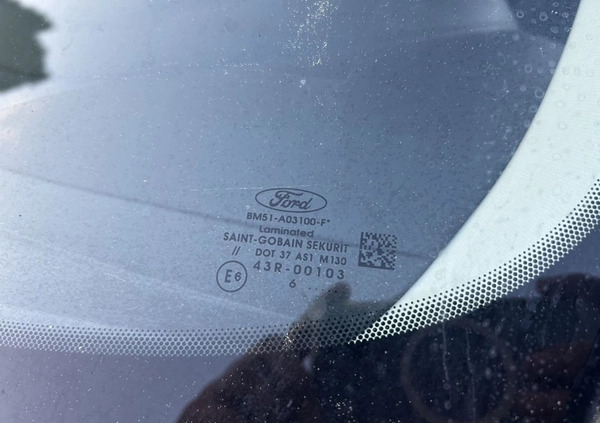 Ford
BM51-A03100-F*
Laminated
SAINT-GOBAIN SEKURIT
// DOT 37 AS1 M130
E6 43R-00103
6